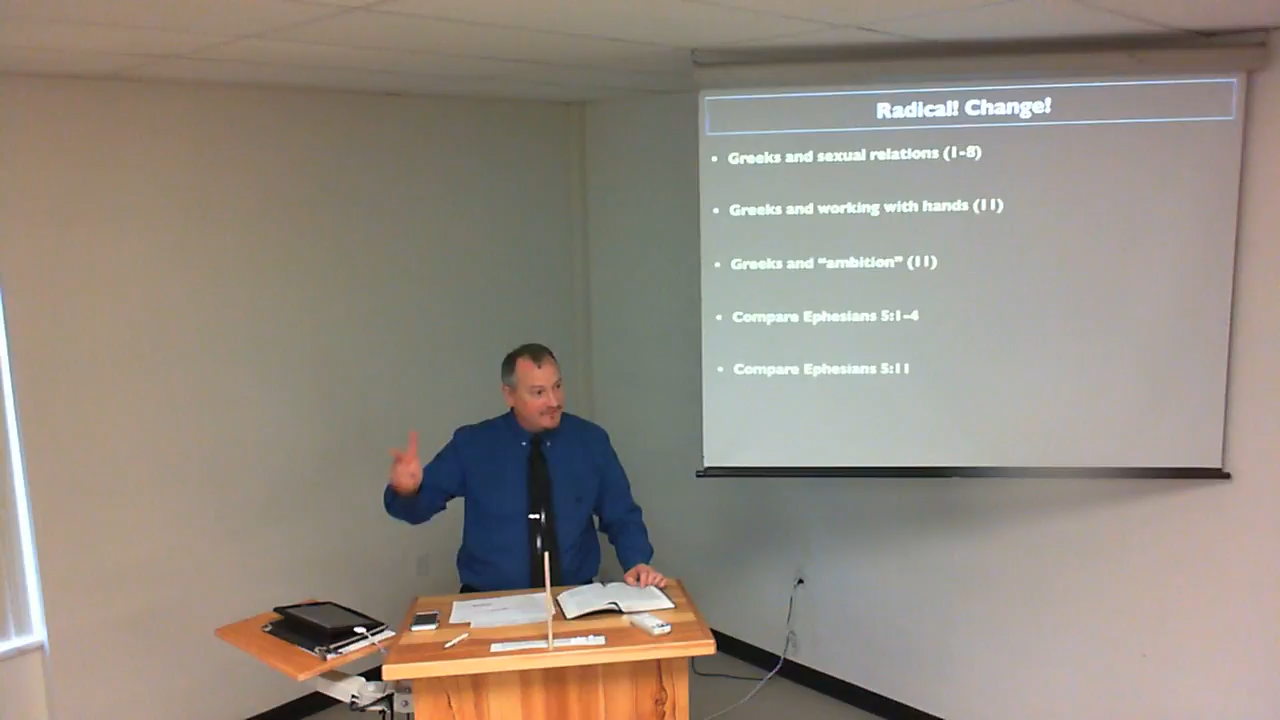 Radical! Change!
• Greeks and sexual relations (1-8)
• Greeks and working with hands (11)
• Greeks and “ambition” (11)
• Compare Ephesians 5:1-4
• Compare Ephesians 5:11